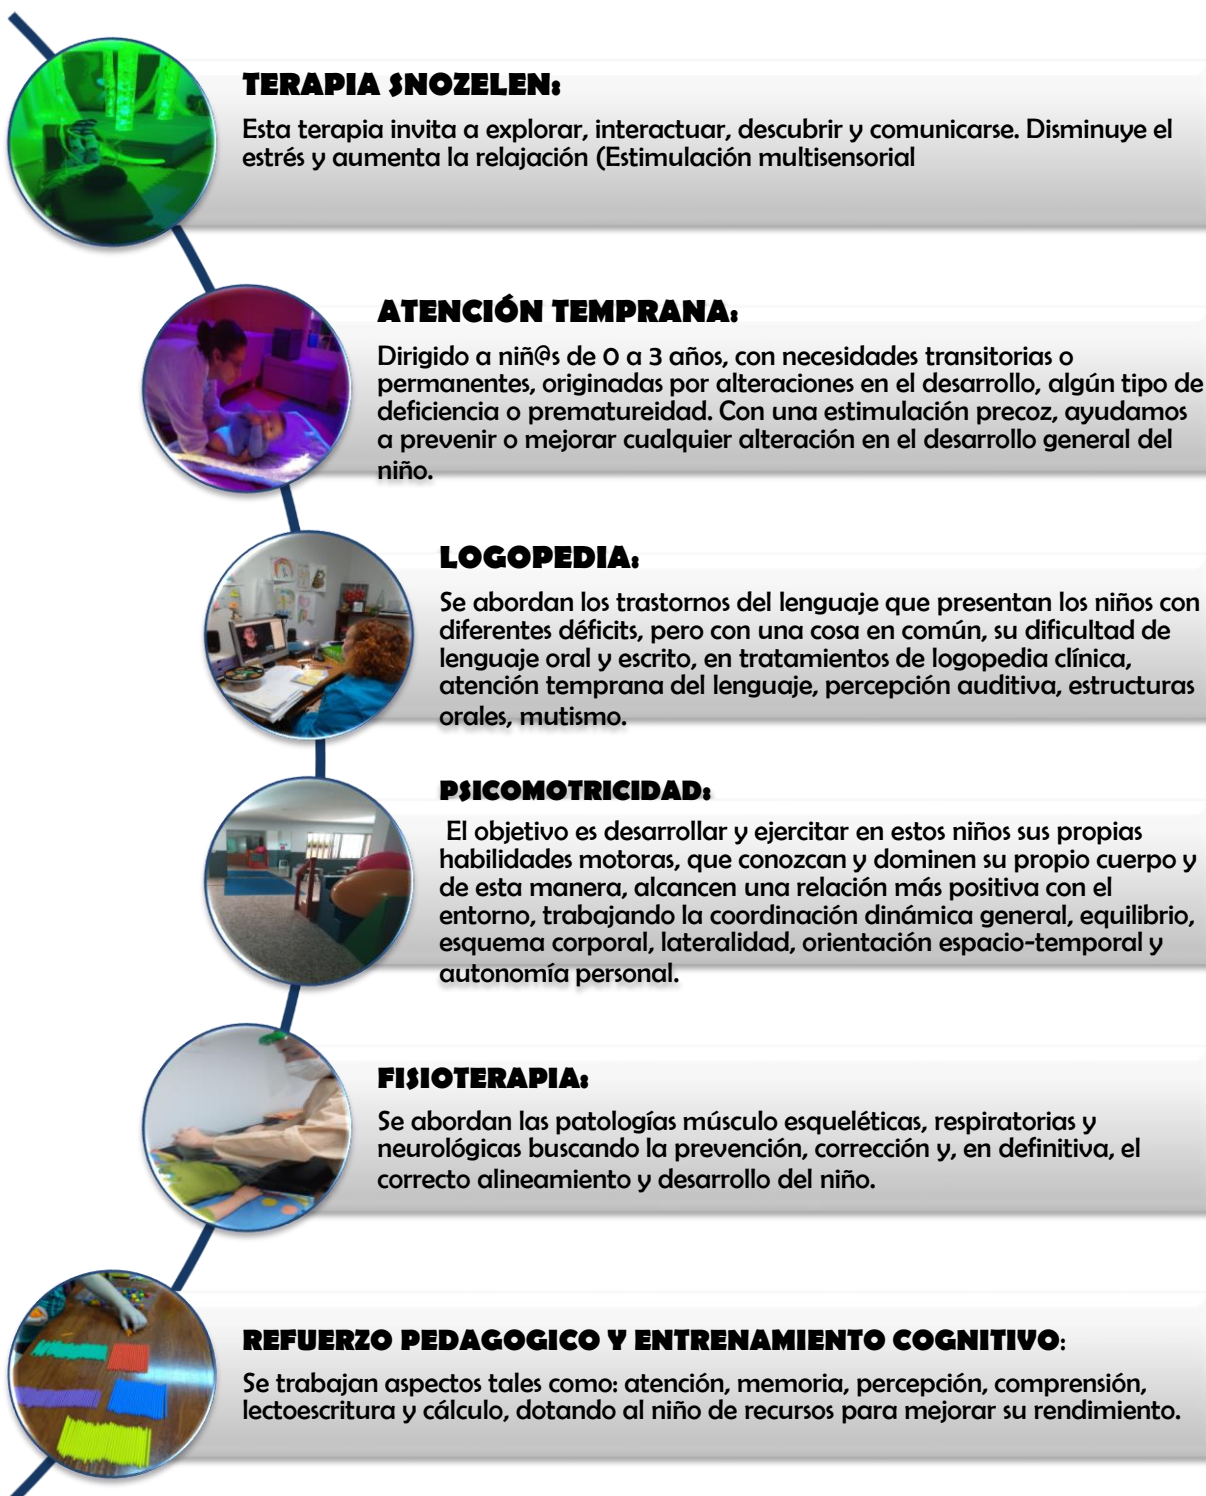 TERAPIA SNOZELEN:
Esta terapia invita a explorar, interactuar, descubrir y comunicarse. Disminuye el
estrés y aumenta la relajación (Estimulación multisensorial
ATENCIÓN TEMPRANA:
Dirigido a niñ@s de 0 a 3 años, con necesidades transitorias o
permanentes, originadas por alteraciones en el desarrollo, algún tipo de
deficiencia o prematureidad. Con una estimulación precoz, ayudamos
a prevenir o mejorar cualquier alteración en el desarrollo general del
niño.
LOGOPEDIA:
Se abordan los trastornos del lenguaje que presentan los niños con
diferentes déficits, pero con una cosa en común, su dificultad de
lenguaje oral y escrito, en tratamientos de logopedia clínica,
atención temprana del lenguaje, percepción auditiva, estructuras
orales, mutismo.
PSICOMOTRICIDAD:
El objetivo es desarrollar y ejercitar en estos niños sus propias
habilidades motoras, que conozcan y dominen su propio cuerpo y
de esta manera, alcancen una relación más positiva con el
entorno, trabajando la coordinación dinámica general, equilibrio,
esquema corporal, lateralidad, orientación espacio-temporal y
autonomía personal.
FISIOTERAPIA:
Se abordan las patologías músculo esqueléticas, respiratorias y
neurológicas buscando la prevención, corrección y, en definitiva, el
correcto alineamiento y desarrollo del niño.
REFUERZO PEDAGOGICO Y ENTRENAMIENTO COGNITIVO:
Se trabajan aspectos tales como: atención, memoria, percepción, comprensión,
lectoescritura y cálculo, dotando al niño de recursos para mejorar su rendimiento.